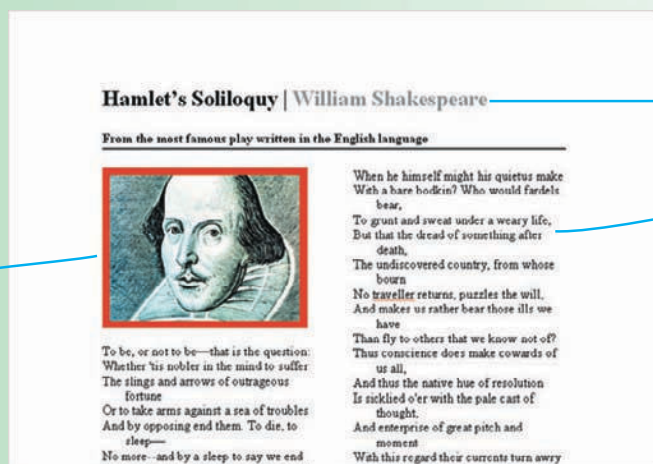 Hamlet's Soliloquy | William Shakespeare
From the most famous play written in the English language
To be, or not to be—that is the question:
Whether 'tis nobler in the mind to suffer
The slings and arrows of outrageous
fortune
Or to take arms against a sea of troubles
And by opposing end them. To die, to
sleep—
No more--and by a sleep to say we end
When he himself might his quietus make
With a bare bodkin? Who would fardels
bear,
To grunt and sweat under a weary life,
But that the dread of something after
death,
The undiscovered country, from whose
bourn
No traveller returns, puzzles the will,
And makes us rather bear those ills we
have
Than fly to others that we know not of?
Thus conscience does make cowards of
us all,
And thus the native hue of resolution
Is sicklied o'er with the pale cast of
thought,
And enterprise of great pitch and
moment
With this regard their currents turn awry